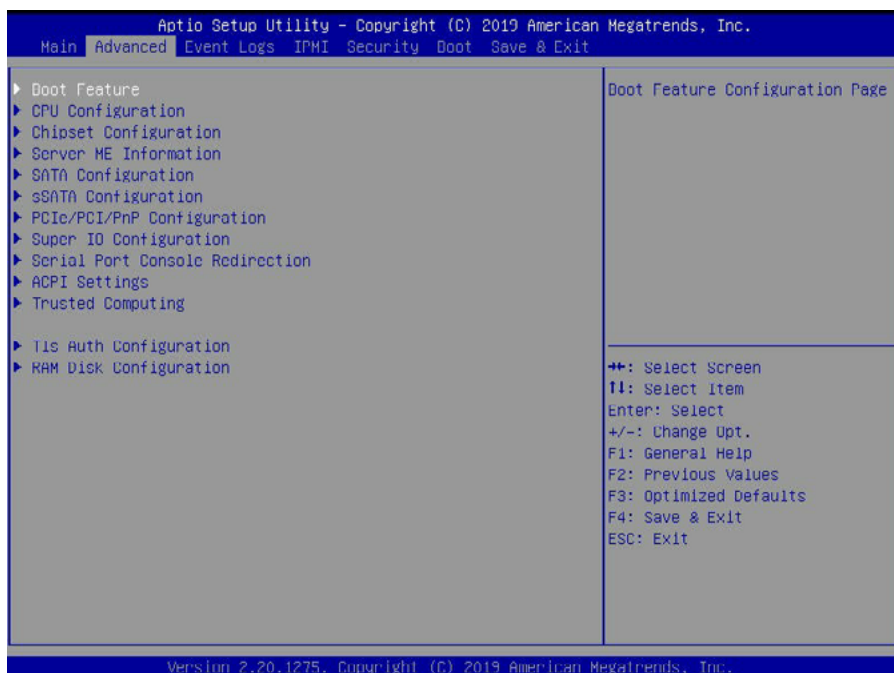 Aptio Setup Utility – Copyright (C) 2019 American Megatrends, Inc.
Main Advanced Event Logs IPMI Security Boot Save & Exit
Boot Feature
CPU Configuration
Chipset Configuration
Server ME Information
SATA Configuration
sSATA Configuration
PCIe/PCI/PnP Configuration
Super IO Configuration
Serial Port Console Redirection
ACPI Settings
Trusted Computing
Tls Auth Configuration
RAM Disk Configuration
Boot Feature Configuration Page
→←: Select Screen
↑↓: Select Item
Enter: Select
+/-: Change Opt.
F1: General Help
F2: Previous Values
F3: Optimized Defaults
F4: Save & Exit
ESC: Exit
Version 2.20.1275. Copyright (C) 2019 American Megatrends, Inc.